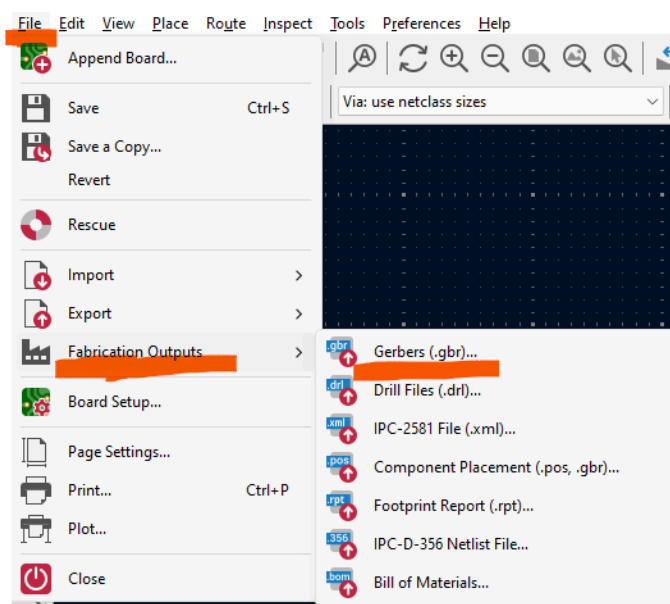 File Edit View Place Route Inspect Tools Preferences Help
Append Board...
Via: use netclass sizes
Save Ctrl+S
Save a Copy...
Revert
Rescue
Import
Export
Fabrication Outputs
Board Setup...
Page Settings...
Print... Ctrl+P
Plot...
Close
.gbr Gerbers (.gbr)...
.drl Drill Files (.drl)...
.xml IPC-2581 File (.xml)...
.pos Component Placement (.pos, .gbr)...
.rpt Footprint Report (.rpt)...
.356 IPC-D-356 Netlist File...
.bom Bill of Materials...